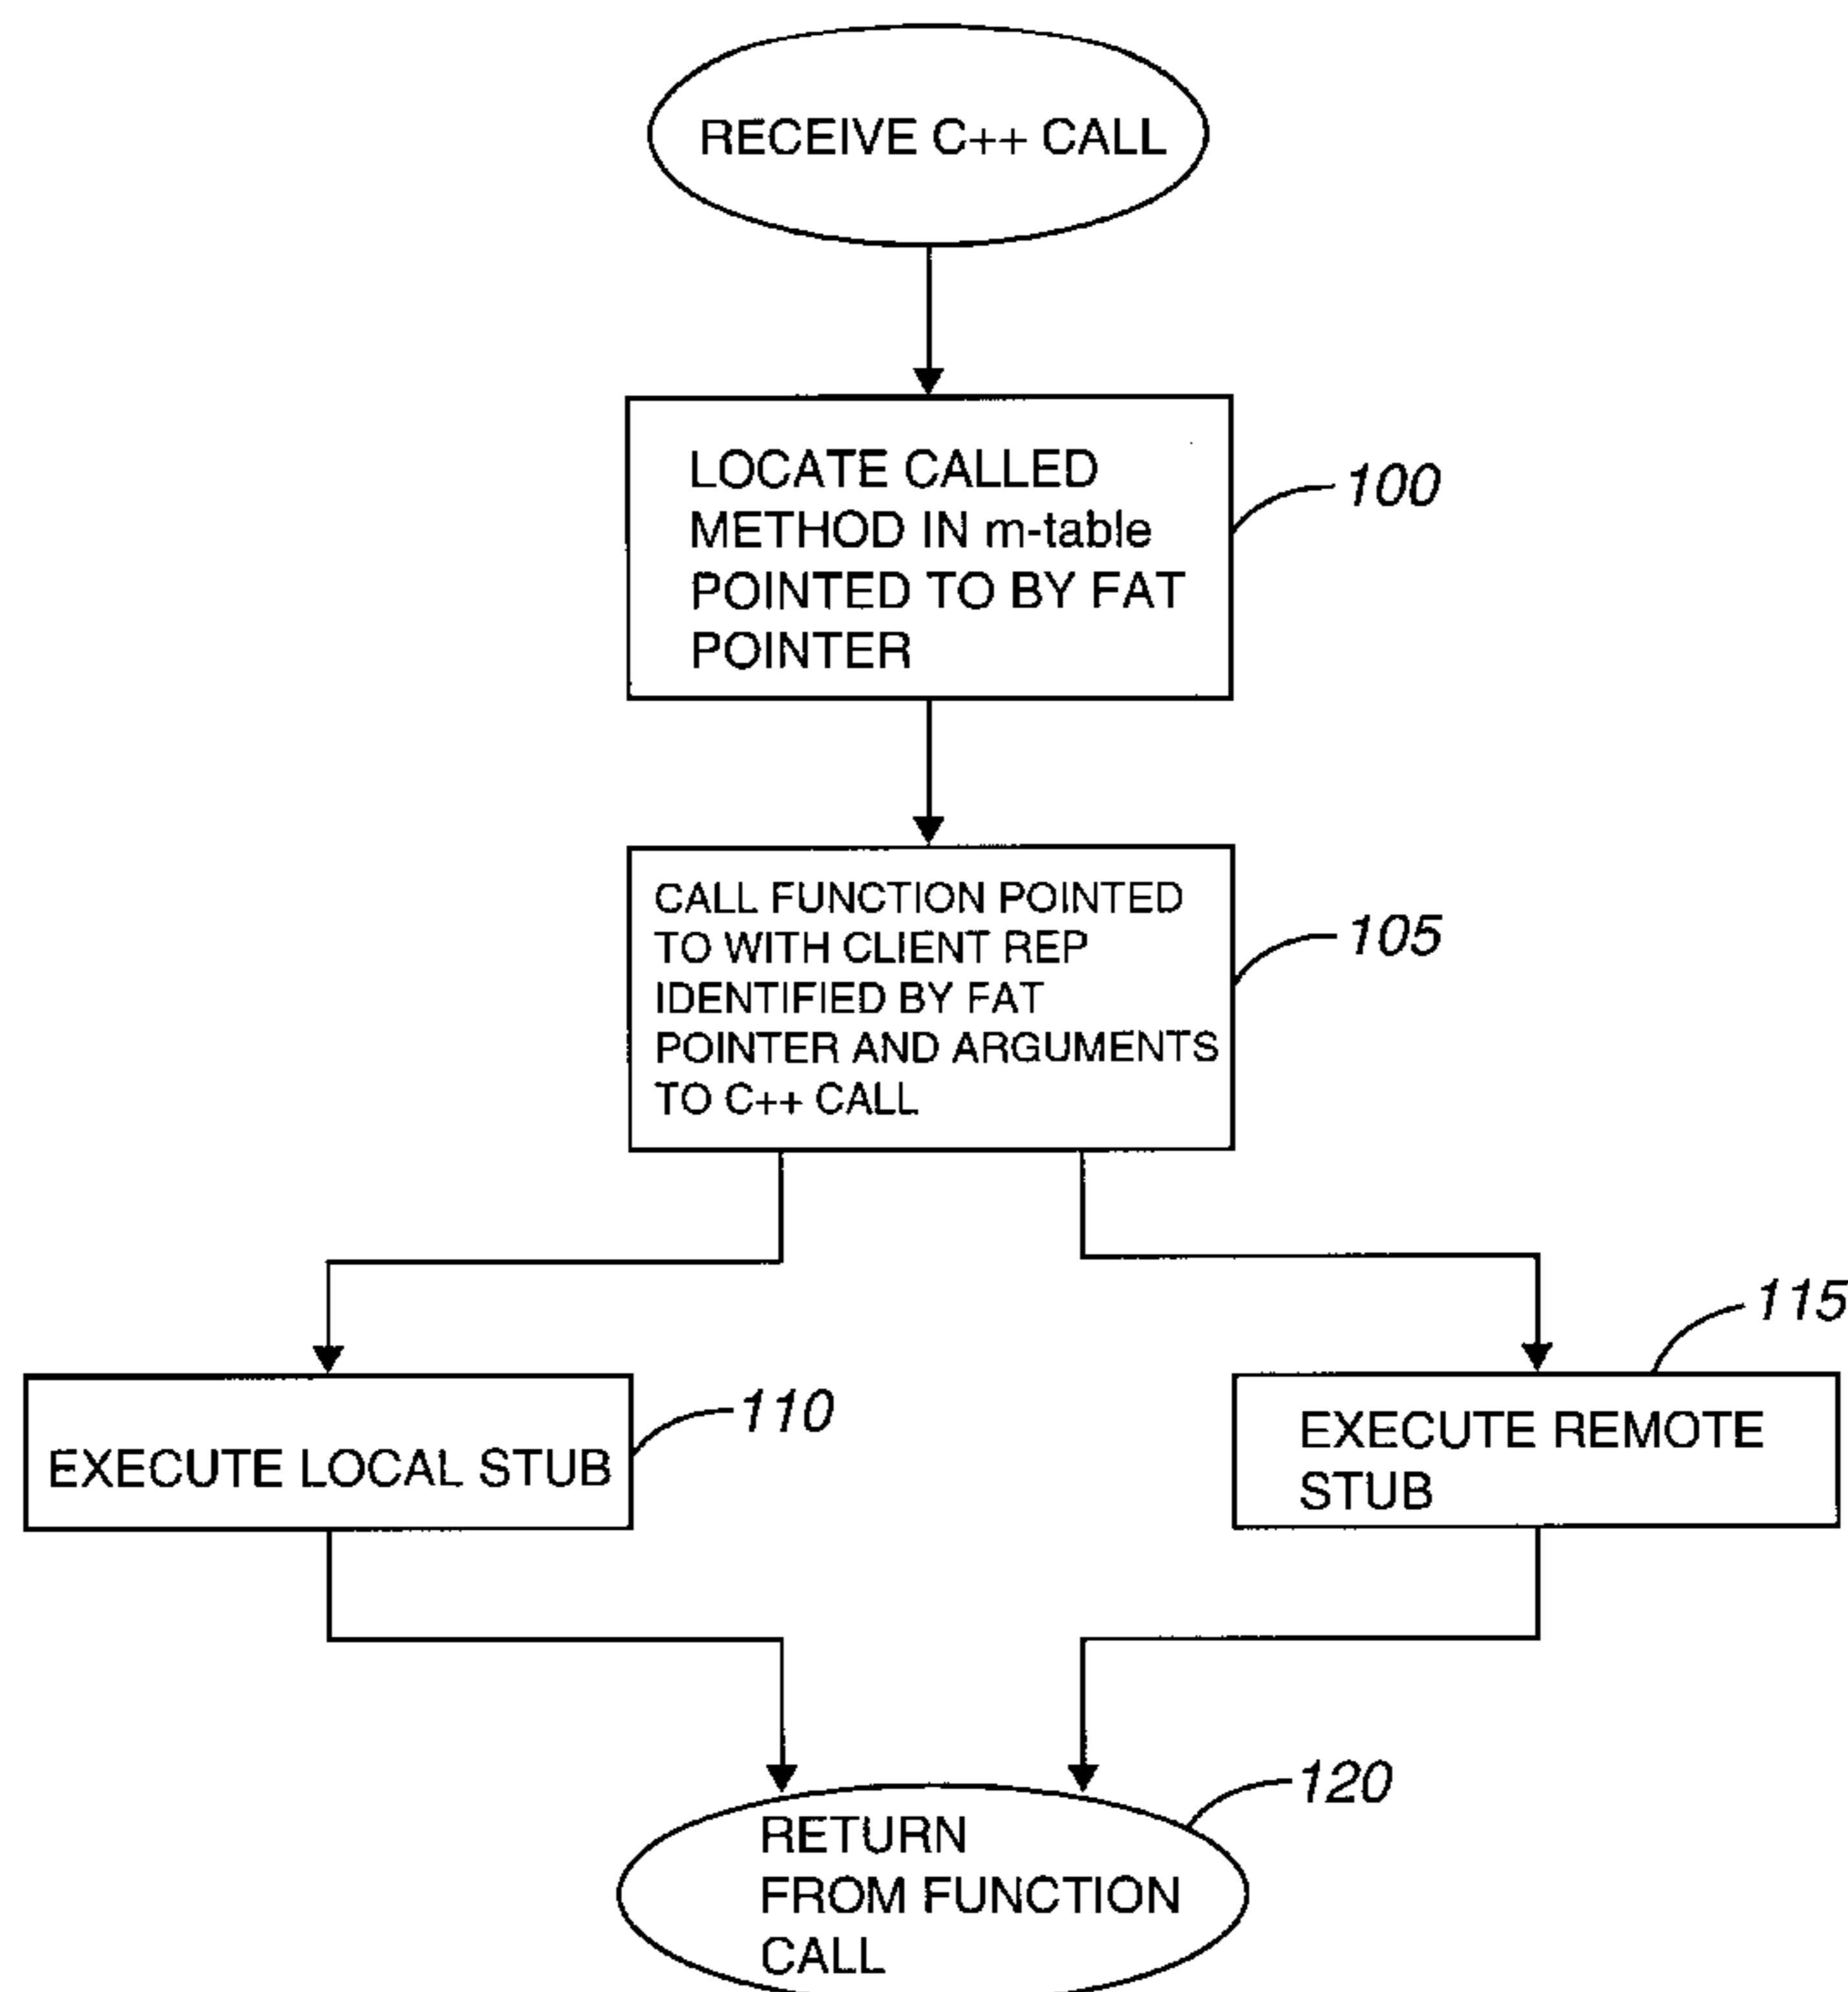 RECEIVE C++ CALL
LOCATE CALLED
METHOD IN m-table
POINTED TO BY FAT
POINTER
100
CALL FUNCTION POINTED
TO WITH CLIENT REP
IDENTIFIED BY FAT
POINTER AND ARGUMENTS
TO C++ CALL
105
EXECUTE LOCAL STUB
110
EXECUTE REMOTE
STUB
115
RETURN
FROM FUNCTION
CALL
120